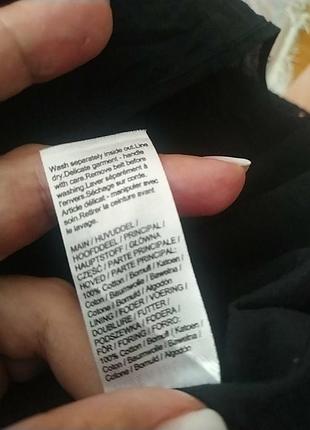 Wash separately inside out.Line
dry.Delicate garment - handle
with care.Remove belt before
washing.Laver séparément à
l'envers.Séchage sur corde.
Article délicat - manipuler avec
soin.Retirer la ceinture avant
le lavage.
MAIN / HUVUDDEL /
HOOFDDEEL / PRINCIPAL /
HAUPTSTOFF / GŁÓWNA
CZEŚĆ / PARTE PRINCIPALE:
HOVED / PARTE PRINCIPAL:
100% Cotton / Bomull / Katoen /
Coton / Baumwolle / Bawełna /
Cotone / Bomuld / Algodón
LINING / FODER / VOERING /
DOUBLURE / FUTTER /
PODSZEWKA / FODERA /
FÔR / FORING / FORRO:
100% Cotton / Bomull / Katoen /
Coton / Baumwolle / Bawełna /
Cotone / Bomuld / Algodón